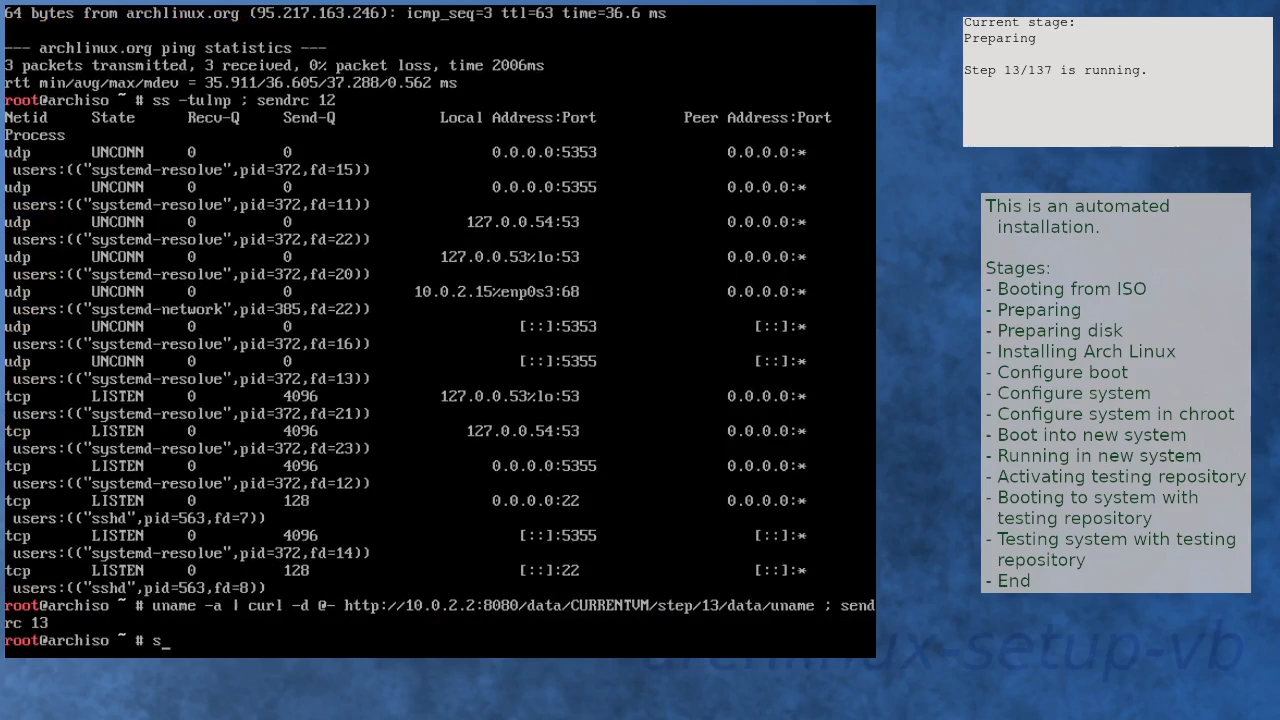 64 bytes from archlinux.org (95.217.163.246): icmp_seq=3 ttl=63 time=36.6 ms
--- archlinux.org ping statistics ---
3 packets transmitted, 3 received, 0% packet loss, time 2006ms
rtt min/avg/max/mdev = 35.911/36.605/37.288/0.562 ms
root@archiso ~ # ss -tulnp ; sendrc 12
Netid State Recv-Q Send-Q Local Address:Port Peer Address:Port
Process
udp UNCONN 0 0 0.0.0.0:5353 0.0.0.0:*
users:(("systemd-resolve",pid=372,fd=15))
udp UNCONN 0 0 0.0.0.0:5355 0.0.0.0:*
users:(("systemd-resolve",pid=372,fd=11))
udp UNCONN 0 0 127.0.0.54:53 0.0.0.0:*
users:(("systemd-resolve",pid=372,fd=22))
udp UNCONN 0 0 127.0.0.53%lo:53 0.0.0.0:*
users:(("systemd-resolve",pid=372,fd=20))
udp UNCONN 0 0 10.0.2.15%enp0s3:68 0.0.0.0:*
users:(("systemd-network",pid=385,fd=22))
udp UNCONN 0 0 [::]:5353 [::]:*
users:(("systemd-resolve",pid=372,fd=16))
udp UNCONN 0 0 [::]:5355 [::]:*
users:(("systemd-resolve",pid=372,fd=13))
tcp LISTEN 0 4096 127.0.0.53%lo:53 0.0.0.0:*
users:(("systemd-resolve",pid=372,fd=21))
tcp LISTEN 0 4096 127.0.0.54:53 0.0.0.0:*
users:(("systemd-resolve",pid=372,fd=23))
tcp LISTEN 0 4096 0.0.0.0:5355 0.0.0.0:*
users:(("systemd-resolve",pid=372,fd=12))
tcp LISTEN 0 128 0.0.0.0:22 0.0.0.0:*
users:(("sshd",pid=563,fd=7))
tcp LISTEN 0 4096 [::]:5355 [::]:*
users:(("systemd-resolve",pid=372,fd=14))
tcp LISTEN 0 128 [::]:22 [::]:*
users:(("sshd",pid=563,fd=8))
root@archiso ~ # uname -a | curl -d @- http://10.0.2.2:8080/data/CURRENTVM/step/13/data/uname ; send
rc 13
root@archiso ~ # s_
Current stage:
Preparing
Step 13/137 is running.
This is an automated
installation.
Stages:
- Booting from ISO
- Preparing
- Preparing disk
- Installing Arch Linux
- Configure boot
- Configure system
- Configure system in chroot
- Boot into new system
- Running in new system
- Activating testing repository
- Booting to system with
testing repository
- Testing system with testing
repository
- End
archlinux-setup-vb